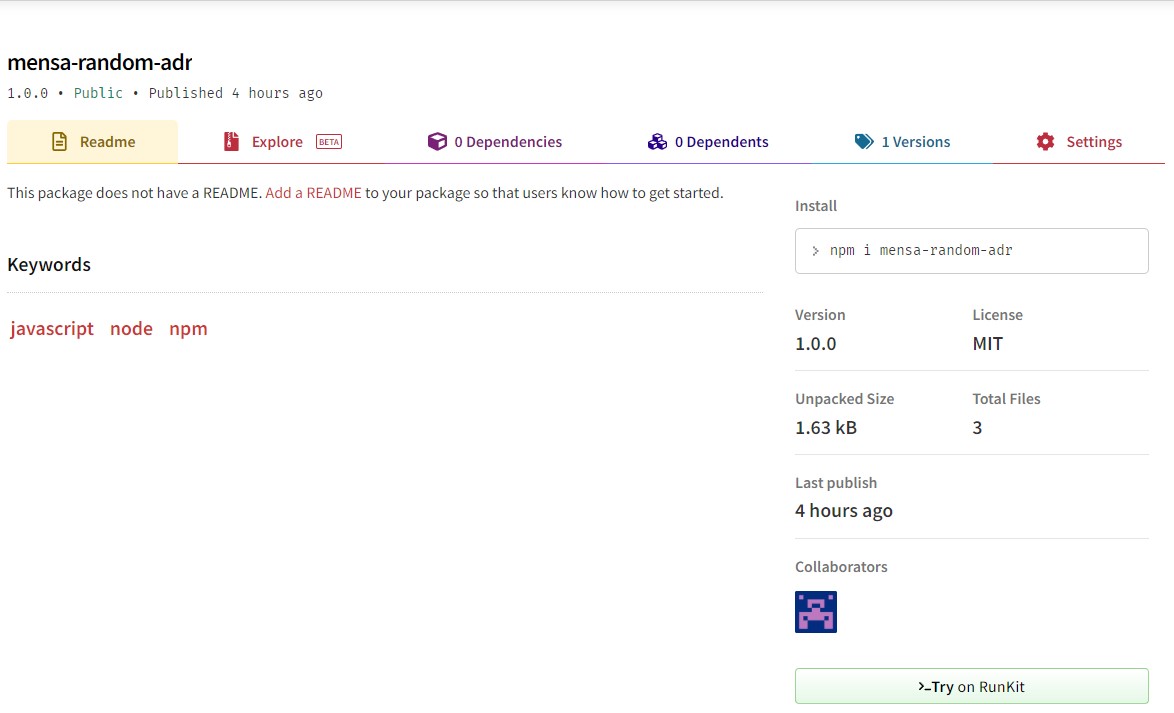 mensa-random-adr
1.0.0 • Public • Published 4 hours ago
Readme
Explore BETA
0 Dependencies
0 Dependents
1 Versions
Settings
This package does not have a README. Add a README to your package so that users know how to get started.
Keywords
javascript node npm
Install
> npm i mensa-random-adr
Version License
1.0.0 MIT
Unpacked Size Total Files
1.63 kB 3
Last publish
4 hours ago
Collaborators
>_Try on RunKit